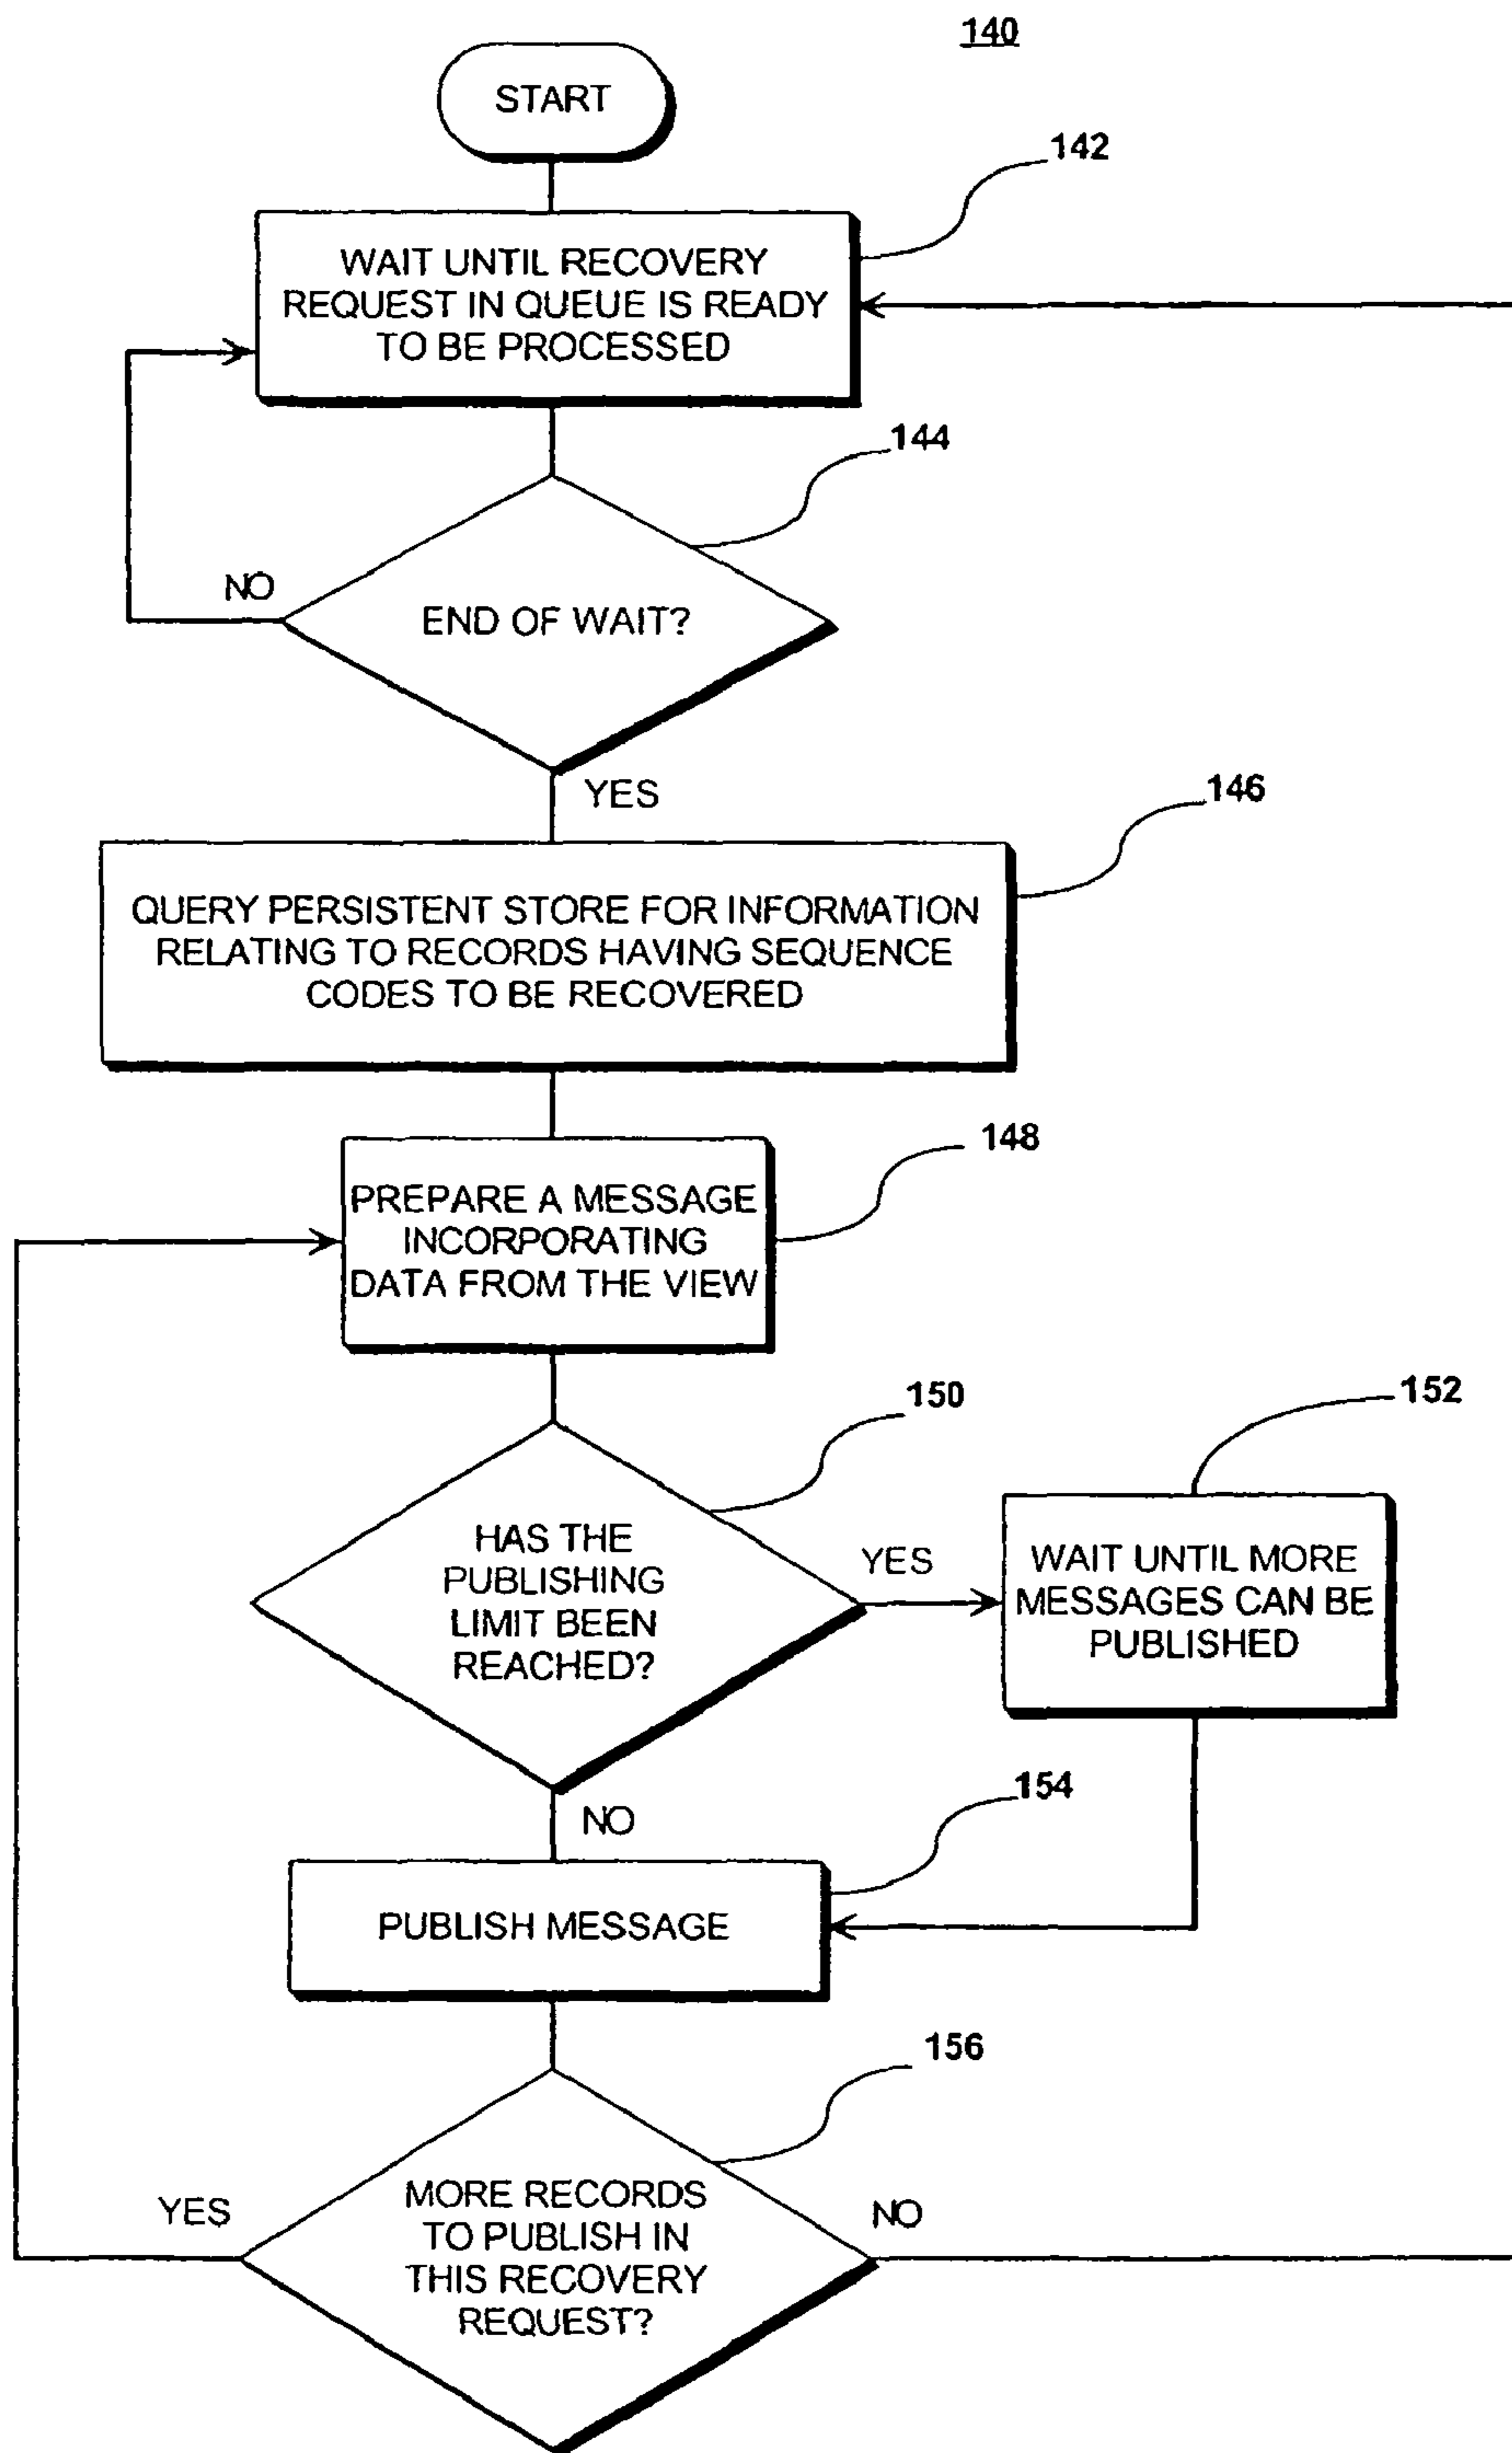 140
START
142
WAIT UNTIL RECOVERY
REQUEST IN QUEUE IS READY
TO BE PROCESSED
144
NO
END OF WAIT?
YES
146
QUERY PERSISTENT STORE FOR INFORMATION
RELATING TO RECORDS HAVING SEQUENCE
CODES TO BE RECOVERED
148
PREPARE A MESSAGE
INCORPORATING
DATA FROM THE VIEW
150
152
HAS THE
PUBLISHING
LIMIT BEEN
REACHED?
YES
WAIT UNTIL MORE
MESSAGES CAN BE
PUBLISHED
NO
154
PUBLISH MESSAGE
156
YES
MORE RECORDS
TO PUBLISH IN
THIS RECOVERY
REQUEST?
NO